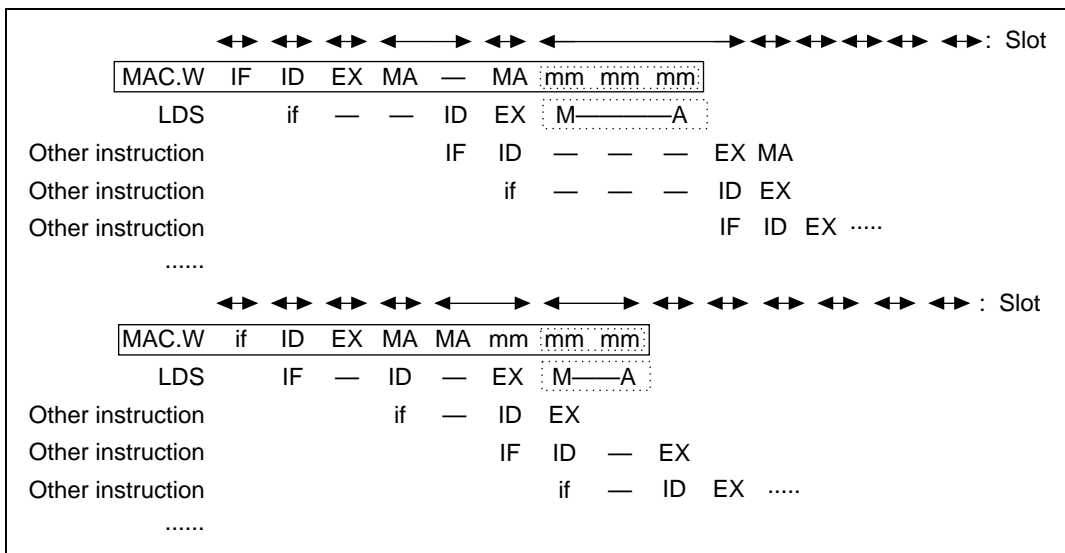 : Slot
MAC.W IF ID EX MA — MA mm mm mm
LDS if — — ID EX M————A
Other instruction IF ID — — — EX MA
Other instruction if — — — ID EX
Other instruction IF ID EX .....
......
: Slot
MAC.W if ID EX MA MA mm mm mm
LDS IF — ID — EX M——A
Other instruction if — ID EX
Other instruction IF ID — EX
Other instruction if — ID EX .....
......